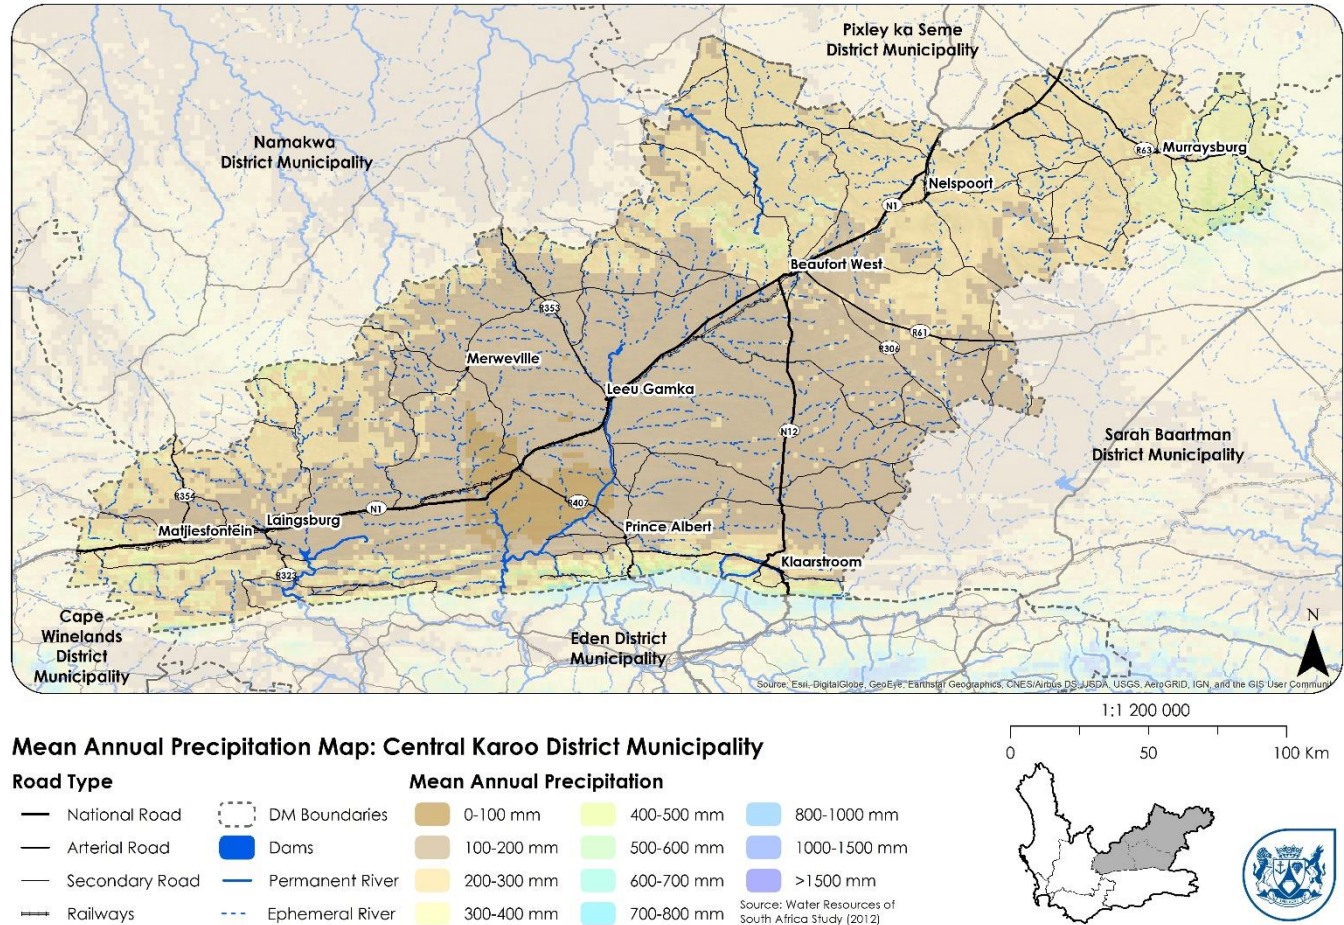 Pixley ka Seme
District Municipality
Namakwa
District Municipality
R63
Murraysburg
Nelspoort
N1
Beaufort West
R353
R61
R306
Merweville
Leeu Gamka
N12
Sarah Baartman
District Municipality
R354
R407
N1
Laingsburg
Matjiesfontein
Prince Albert
Klaarstroom
R323
Cape
Winelands
District
Municipality
Eden District
Municipality
N
Source: Esri, DigitalGlobe, GeoEye, Earthstar Geographics, CNES/Airbus DS, USDA, USGS, AeroGRID, IGN, and the GIS User Communi
1:1 200 000
0 50 100 Km
Mean Annual Precipitation Map: Central Karoo District Municipality
Road Type
National Road
Arterial Road
Secondary Road
Railways
DM Boundaries
Dams
Permanent River
Ephemeral River
Mean Annual Precipitation
0-100 mm
100-200 mm
200-300 mm
300-400 mm
400-500 mm
500-600 mm
600-700 mm
700-800 mm
800-1000 mm
1000-1500 mm
>1500 mm
Source: Water Resources of
South Africa Study (2012)